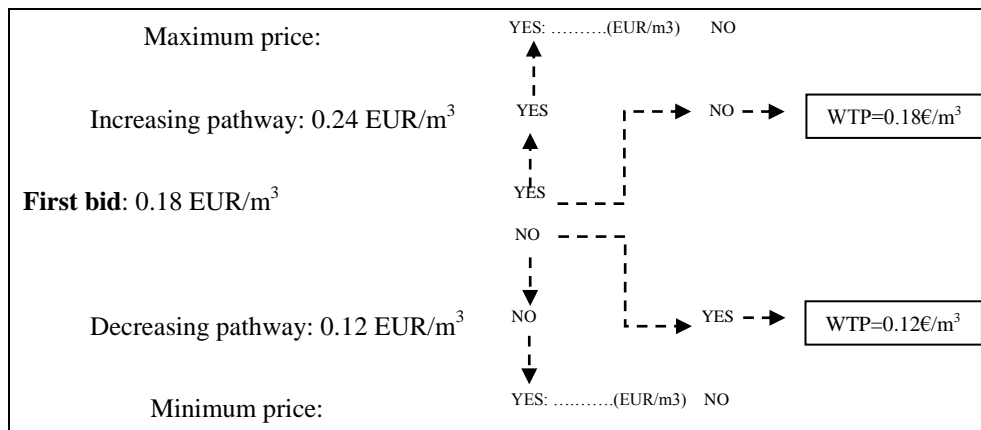 Maximum price: YES: ……….(EUR/m3) NO
Increasing pathway: 0.24 EUR/m³ YES NO WTP=0.18€/m³
First bid: 0.18 EUR/m³ YES
NO
Decreasing pathway: 0.12 EUR/m³ NO YES WTP=0.12€/m³
Minimum price: YES: ………..(EUR/m3) NO